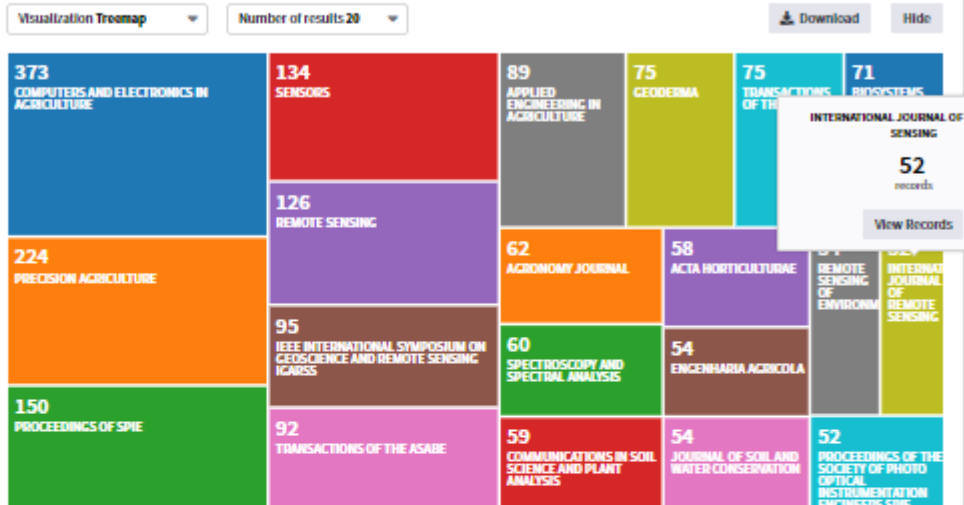 Visualization Treemap
Number of results 20
Download
Hide
373
COMPUTERS AND ELECTRONICS IN
AGRICULTURE
134
SENSORS
89
APPLIED
ENGINEERING IN
AGRICULTURE
75
GEODERMA
75
TRANSACTIONS
OF TH
71
BIOSYSTEMS
INTERNATIONAL JOURNAL OF
SENSING
52
records
View Records
126
REMOTE SENSING
224
PRECISION AGRICULTURE
62
AGRONOMY JOURNAL
58
ACTA HORTICULTURAE
REMOTE
SENSING
OF
ENVIRONM
INTERNAT
JOURNAL
OF
REMOTE
SENSING
95
IEEE INTERNATIONAL SYMPOSIUM ON
GEOSCIENCE AND REMOTE SENSING
IGARSS
60
SPECTROSCOPY AND
SPECTRAL ANALYSIS
54
ENGENHARIA AGRICOLA
150
PROCEEDINGS OF SPIE
92
TRANSACTIONS OF THE ASABE
59
COMMUNICATIONS IN SOIL
SCIENCE AND PLANT
ANALYSIS
54
JOURNAL OF SOIL AND
WATER CONSERVATION
52
PROCEEDINGS OF THE
SOCIETY OF PHOTO
OPTICAL
INSTRUMENTATION
ENGINEERS SPIE